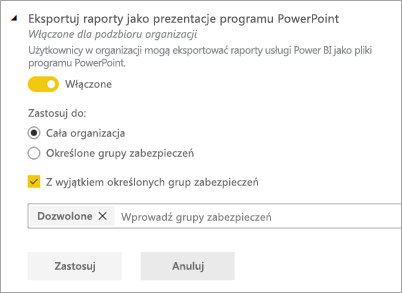 Eksportuj raporty jako prezentacje programu PowerPoint
Włączone dla podzbioru organizacji
Użytkownicy w organizacji mogą eksportować raporty usługi Power BI jako pliki
programu PowerPoint.
Włączone
Zastosuj do:
Cała organizacja
Określone grupy zabezpieczeń
Z wyjątkiem określonych grup zabezpieczeń
Dozwolone Wprowadź grupy zabezpieczeń
Zastosuj Anuluj